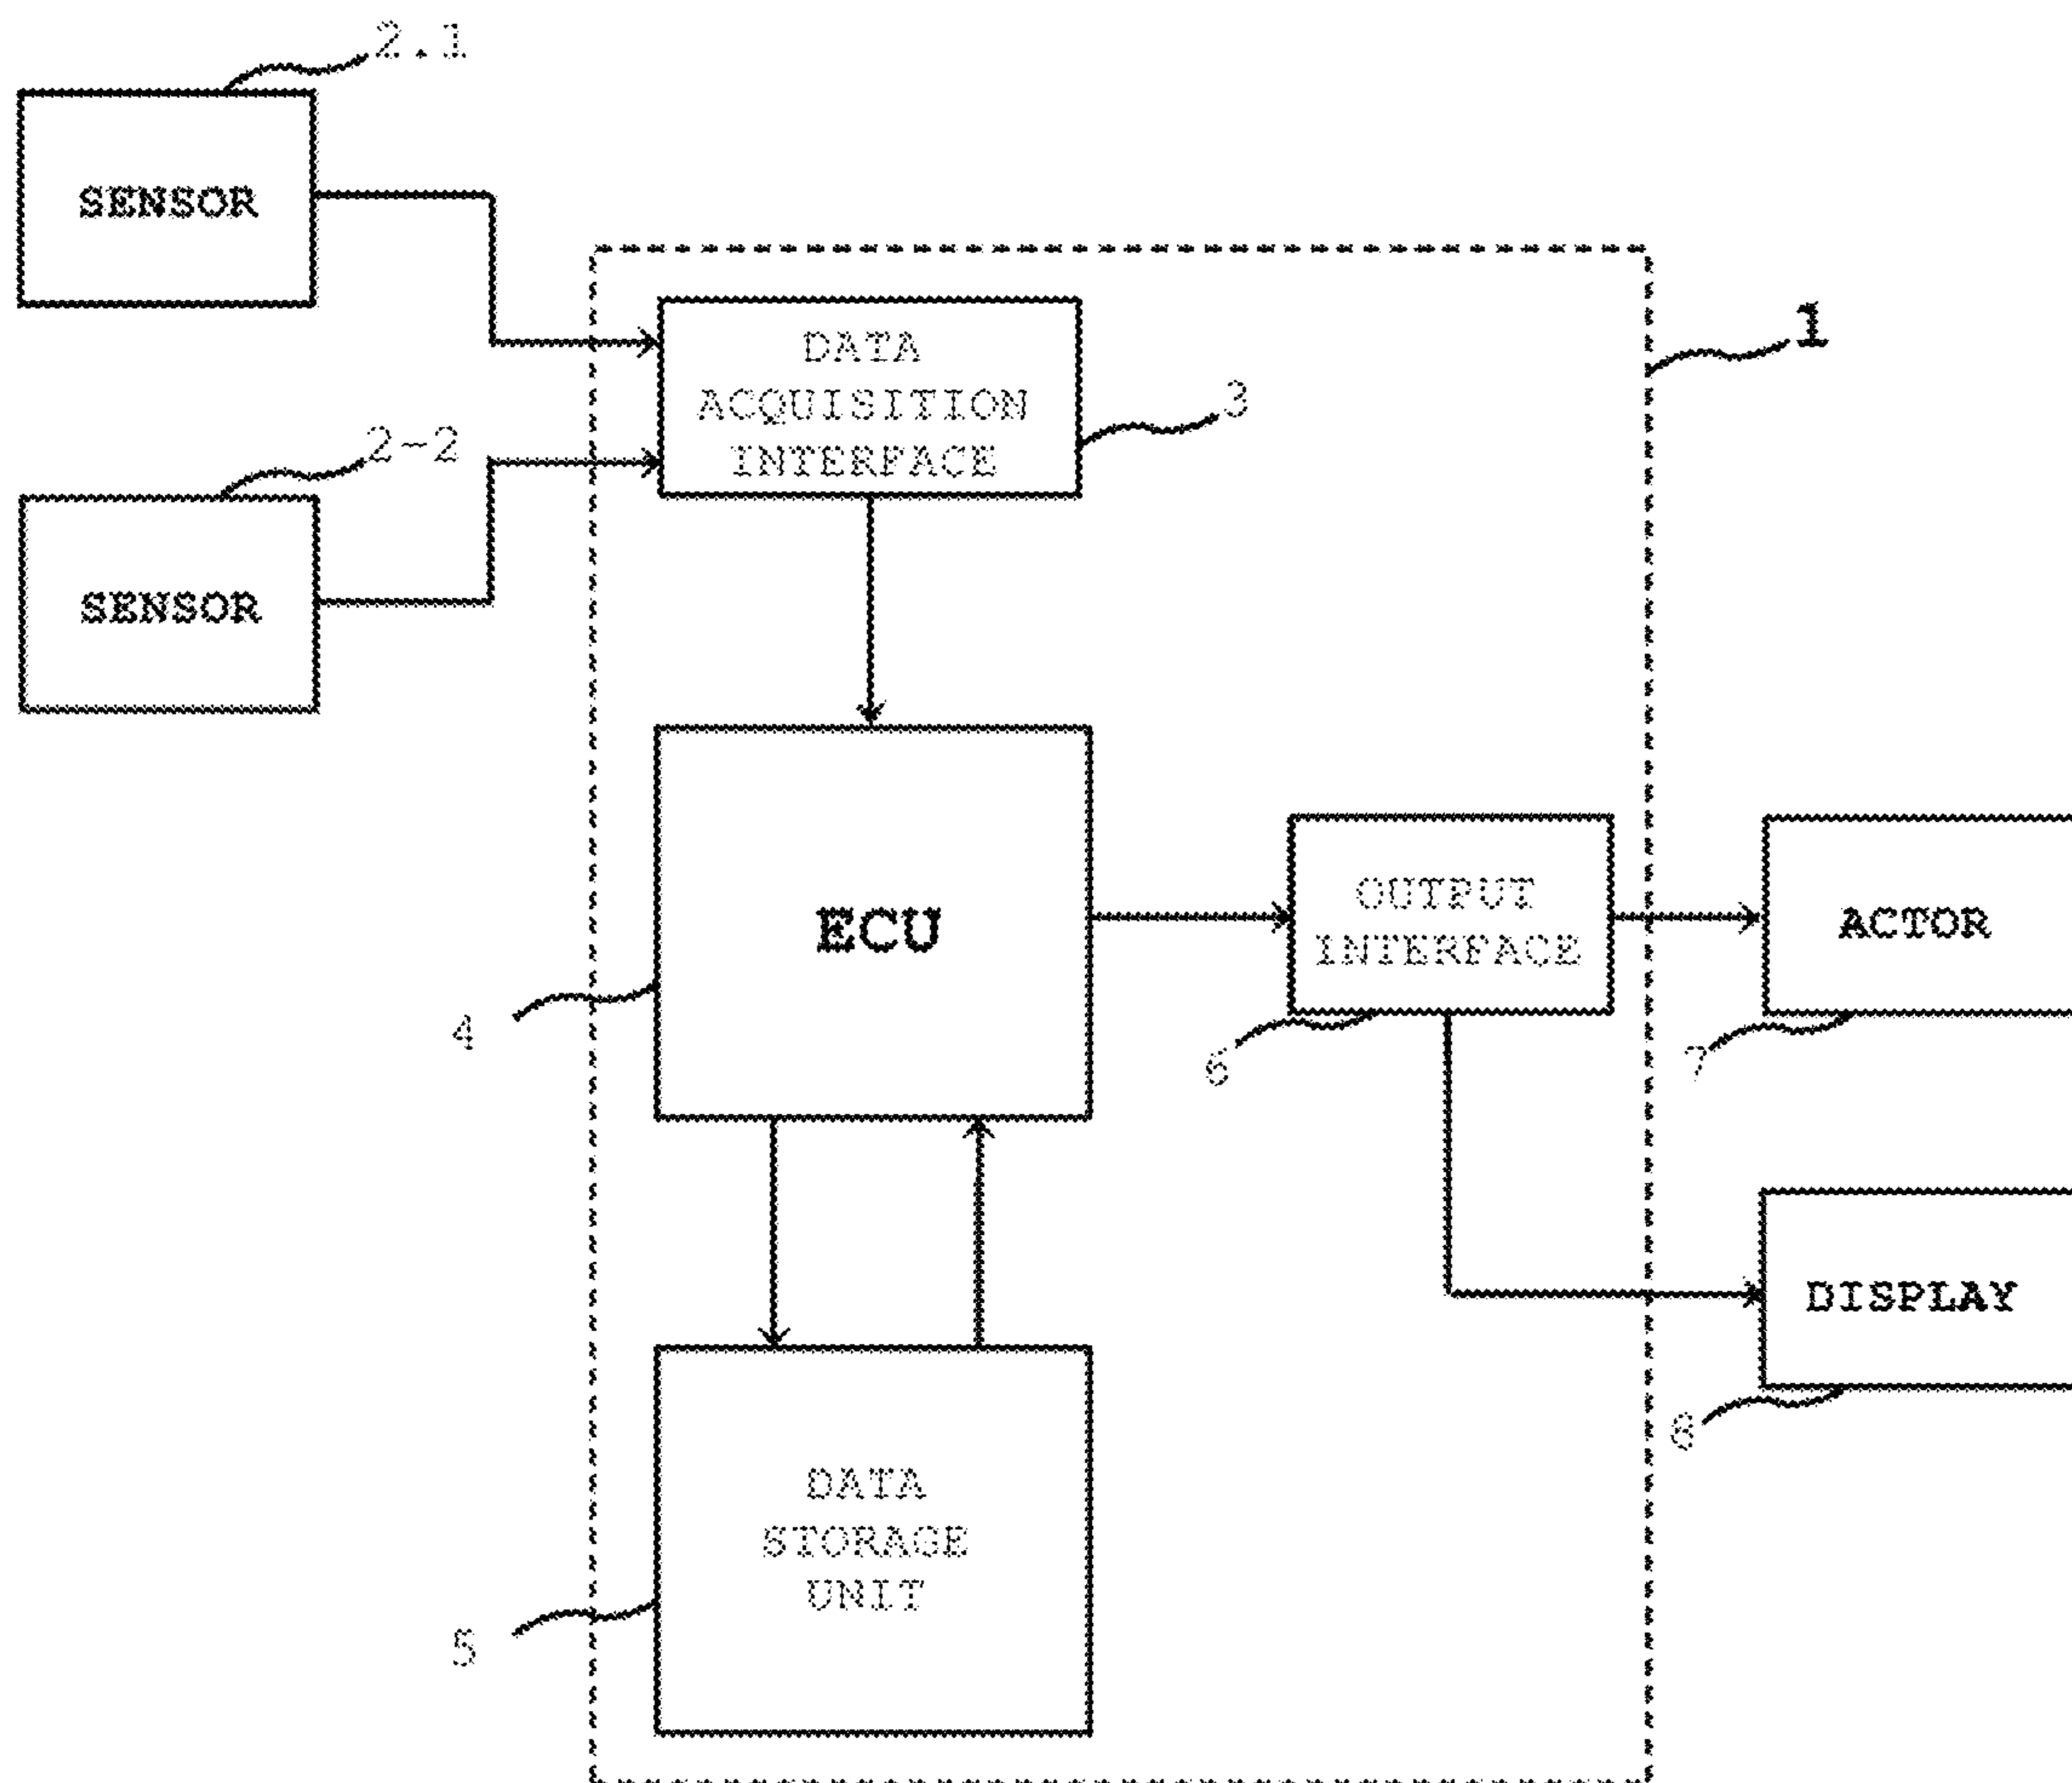 2.1
SENSOR
1
DATA
ACQUISITION
INTERFACE
3
2-2
SENSOR
ECU
OUTPUT
INTERFACE
ACTOR
4
6
7
DISPLAY
8
DATA
STORAGE
UNIT
5